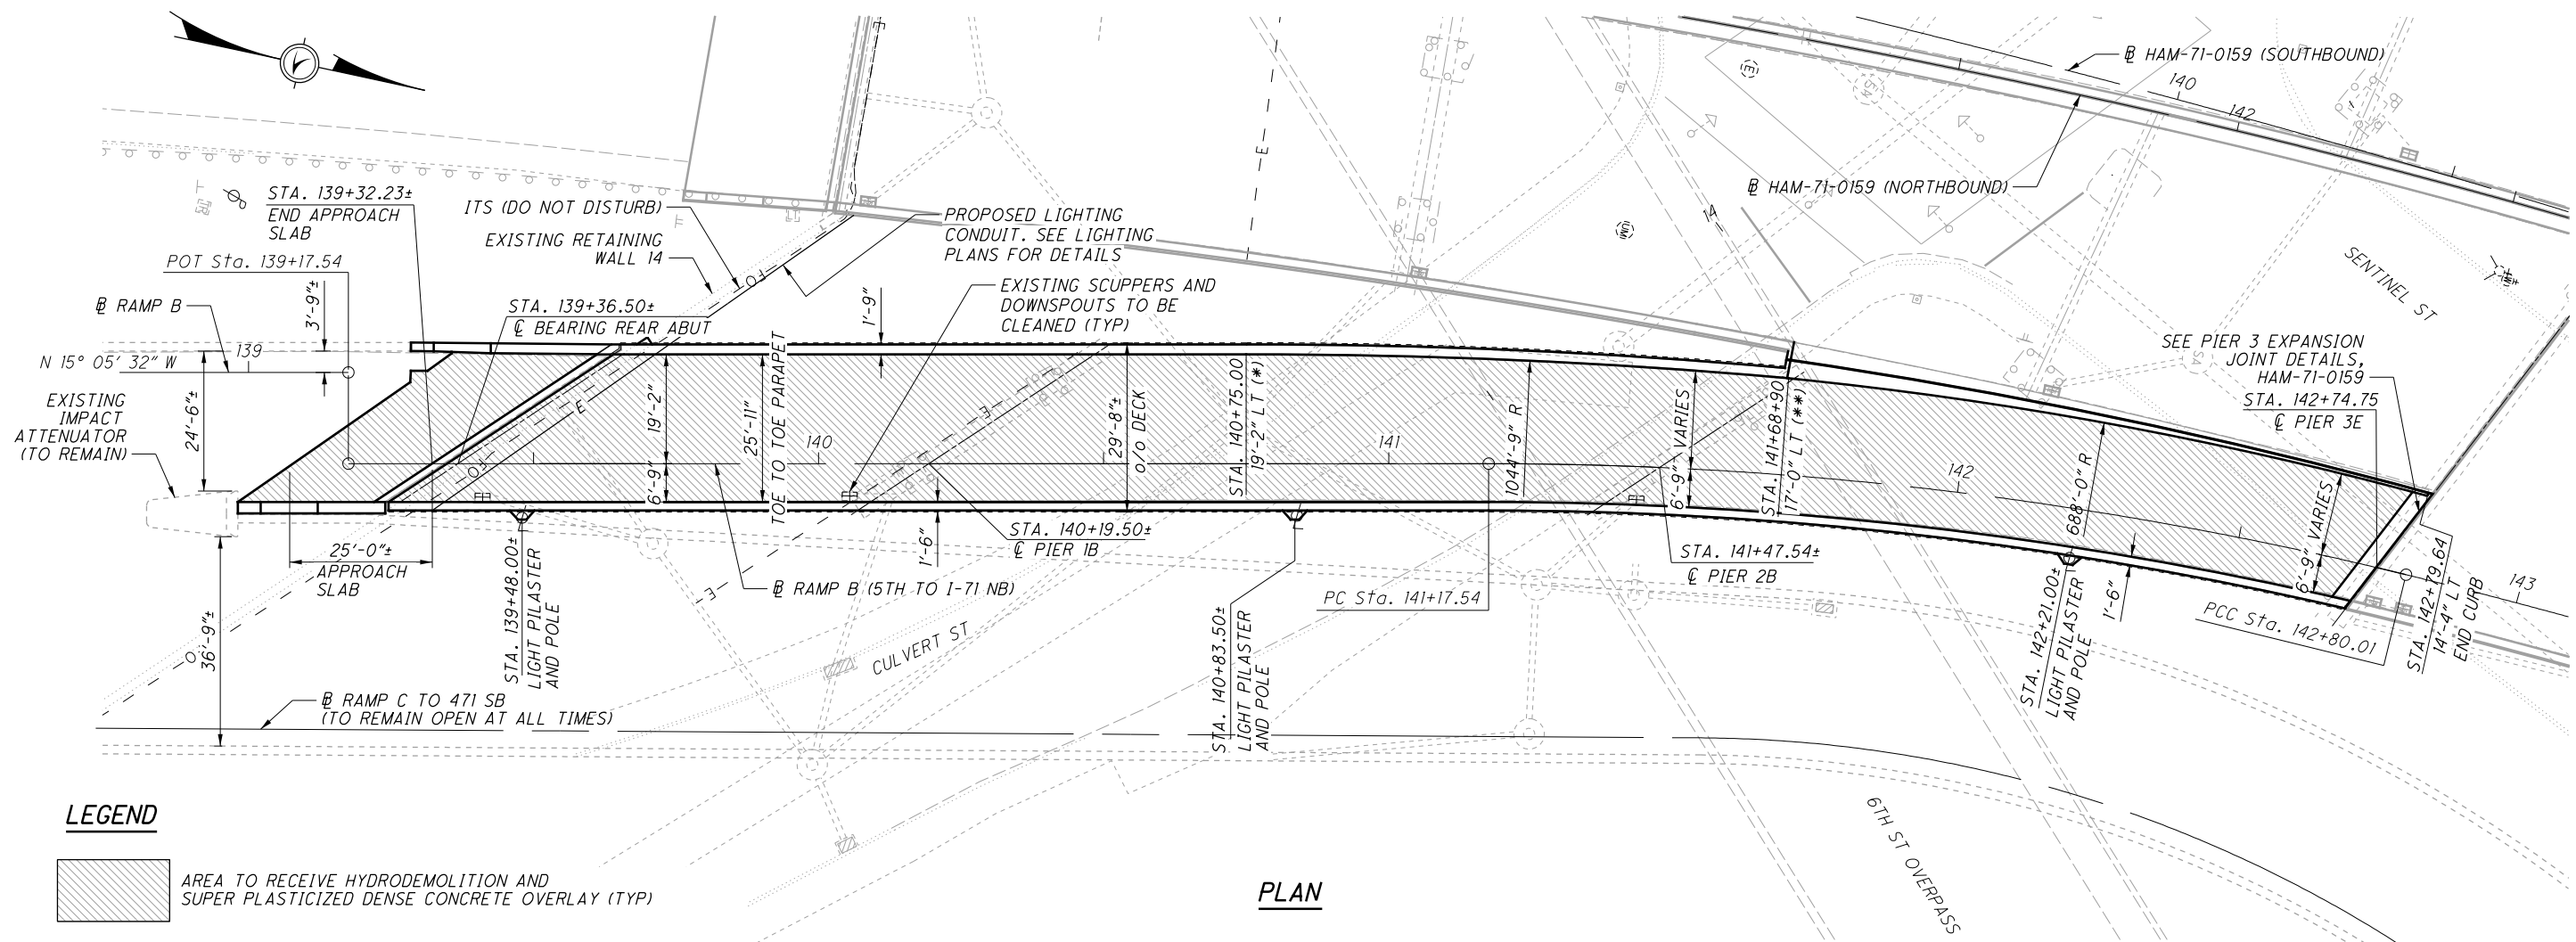 ℄ HAM-71-0159 (SOUTHBOUND)
140
142
℄ HAM-71-0159 (NORTHBOUND)
14
SENTINEL ST
STA. 139+32.23±
END APPROACH
SLAB
ITS (DO NOT DISTURB)
EXISTING RETAINING
WALL 14
PROPOSED LIGHTING
CONDUIT. SEE LIGHTING
PLANS FOR DETAILS
POT Sta. 139+17.54
℄ RAMP B
3'-9"±
STA. 139+36.50±
℄ BEARING REAR ABUT
1'-9"
EXISTING SCUPPERS AND
DOWNSPOUTS TO BE
CLEANED (TYP)
N 15° 05' 32" W
139
EXISTING
IMPACT
ATTENUATOR
(TO REMAIN)
24'-6"±
19'-2"
6'-9"
25'-11"
TOE TO TOE PARAPET
140
29'-8"±
o/o DECK
STA. 140+75.00
19'-2" LT (*)
141
1044'-9" R
6'-9" VARIES
STA. 141+68+90
17'-0" LT (**)
688'-0" R
142
6'-9" VARIES
SEE PIER 3 EXPANSION
JOINT DETAILS,
HAM-71-0159
STA. 142+74.75
℄ PIER 3E
E
E
E
E
FO
FO
O
25'-0"±
APPROACH
SLAB
36'-9"±
STA. 139+48.00±
LIGHT PILASTER
AND POLE
1'-6"
STA. 140+19.50±
℄ PIER 1B
℄ RAMP B (5TH TO I-71 NB)
CULVERT ST
STA. 140+83.50±
LIGHT PILASTER
AND POLE
PC Sta. 141+17.54
STA. 141+47.54±
℄ PIER 2B
STA. 142+21.00±
LIGHT PILASTER
AND POLE
1'-6"
PCC Sta. 142+80.01
STA. 142+79.64
14'-4" LT
END CURB
143
℄ RAMP C TO 471 SB
(TO REMAIN OPEN AT ALL TIMES)
6TH ST OVERPASS
LEGEND
AREA TO RECEIVE HYDRODEMOLITION AND
SUPER PLASTICIZED DENSE CONCRETE OVERLAY (TYP)
PLAN